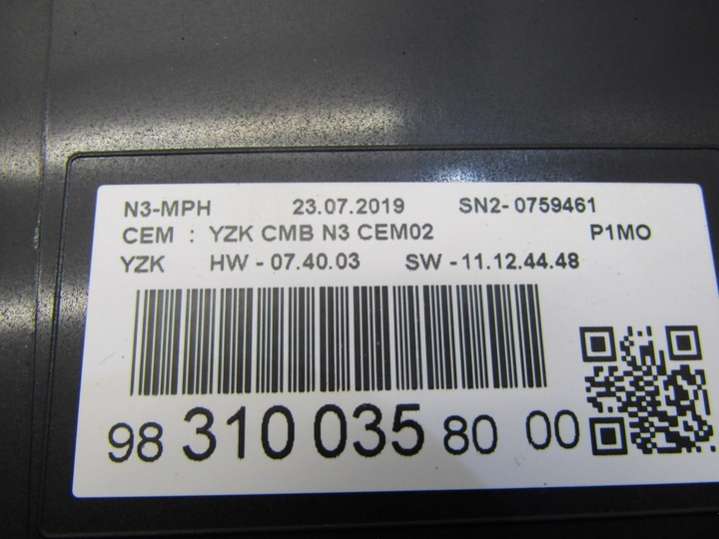 N3-MPH 23.07.2019 SN2- 0759461
CEM : YZK CMB N3 CEM02 P1MO
YZK HW - 07.40.03 SW - 11.12.44.48
98 310 035 80 00